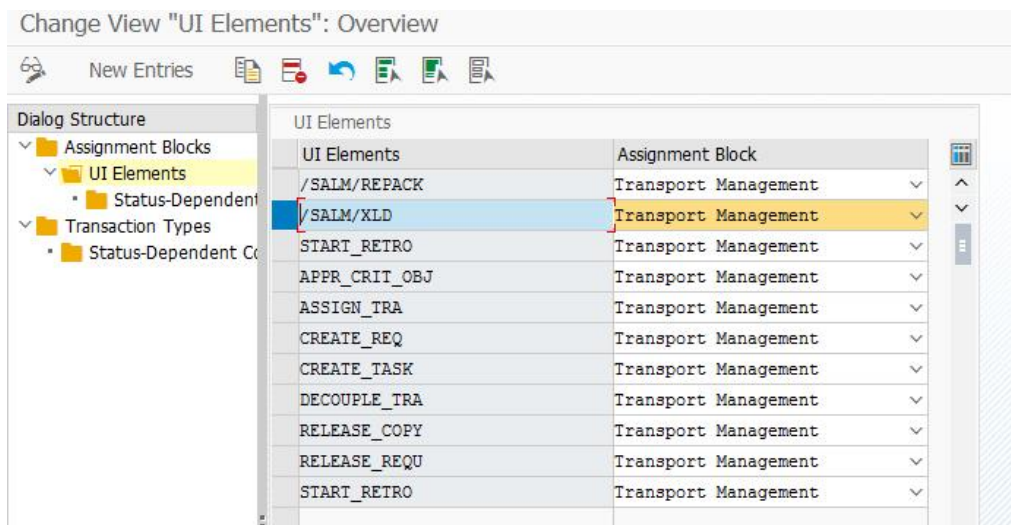 Change View "UI Elements": Overview
New Entries
Dialog Structure
Assignment Blocks
UI Elements
Status-Dependent
Transaction Types
Status-Dependent Co
UI Elements
UI Elements Assignment Block
/SALM/REPACK Transport Management
/SALM/XLD Transport Management
START_RETRO Transport Management
APPR_CRIT_OBJ Transport Management
ASSIGN_TRA Transport Management
CREATE_REQ Transport Management
CREATE_TASK Transport Management
DECOUPLE_TRA Transport Management
RELEASE_COPY Transport Management
RELEASE_REQU Transport Management
START_RETRO Transport Management